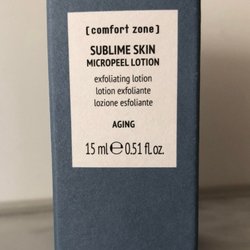 [ comfort zone ]
SUBLIME SKIN
MICROPEEL LOTION
exfoliating lotion
lotion exfoliante
lozione esfoliante
AGING
15 ml ℮ 0.51 fl.oz.